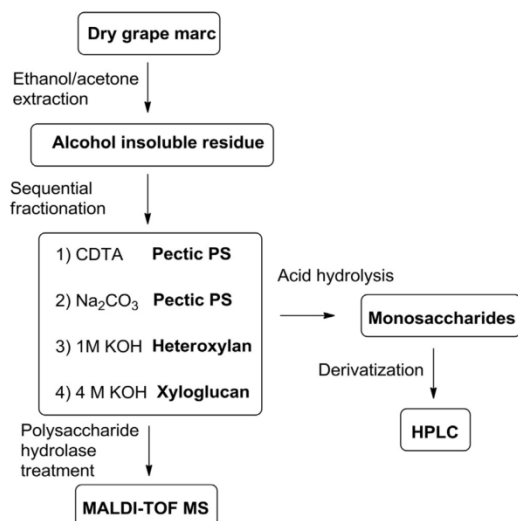 Dry grape marc
Ethanol/acetone
extraction
Alcohol insoluble residue
Sequential
fractionation
1) CDTA Pectic PS
2) Na₂CO₃ Pectic PS
3) 1M KOH Heteroxylan
4) 4 M KOH Xyloglucan
Acid hydrolysis
Monosaccharides
Derivatization
HPLC
Polysaccharide
hydrolase
treatment
MALDI-TOF MS